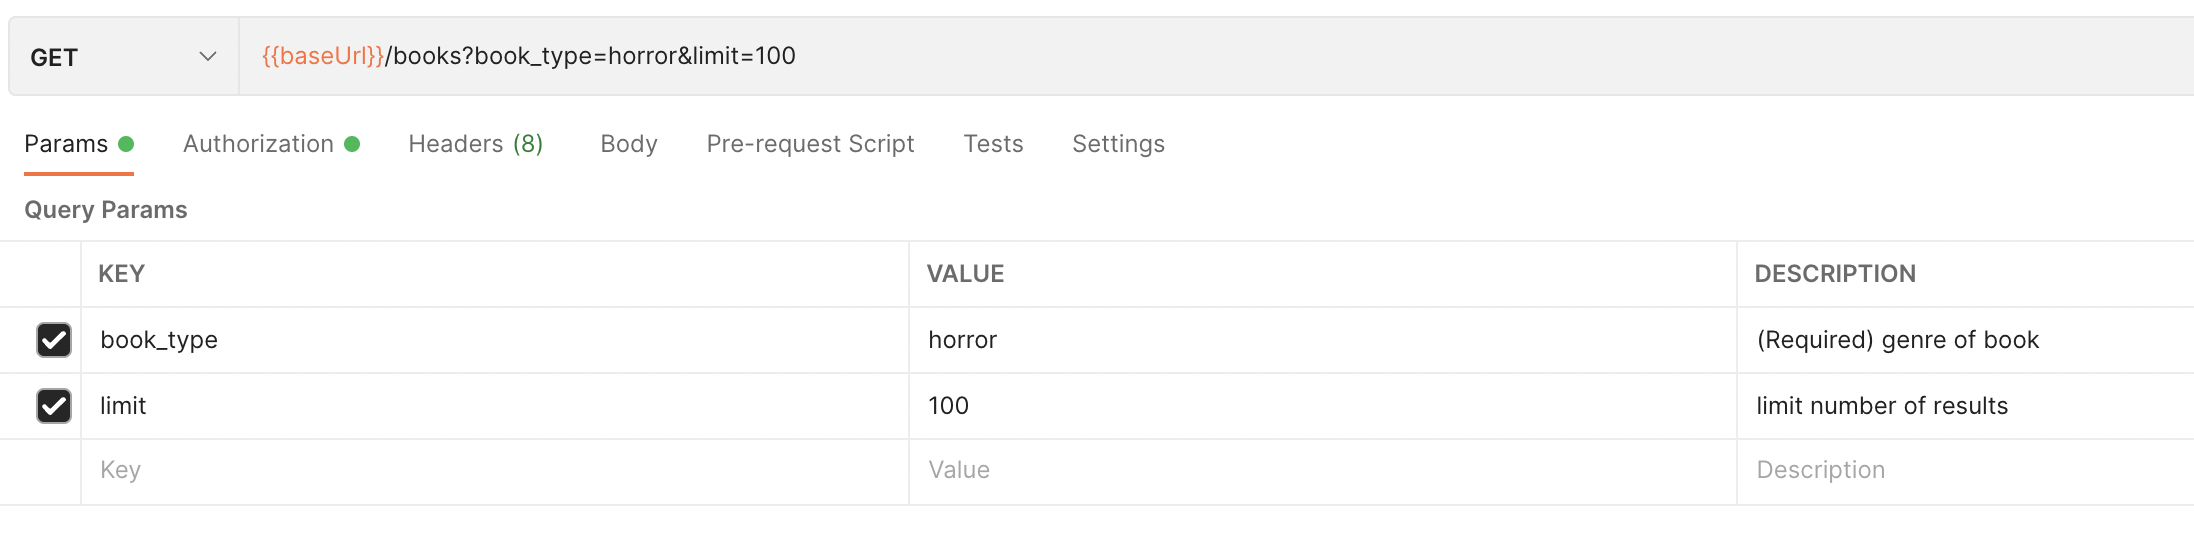 GET {{baseUrl}}/books?book_type=horror&limit=100
Params Authorization Headers (8) Body Pre-request Script Tests Settings
Query Params
KEY VALUE DESCRIPTION
book_type horror (Required) genre of book
limit 100 limit number of results
Key Value Description